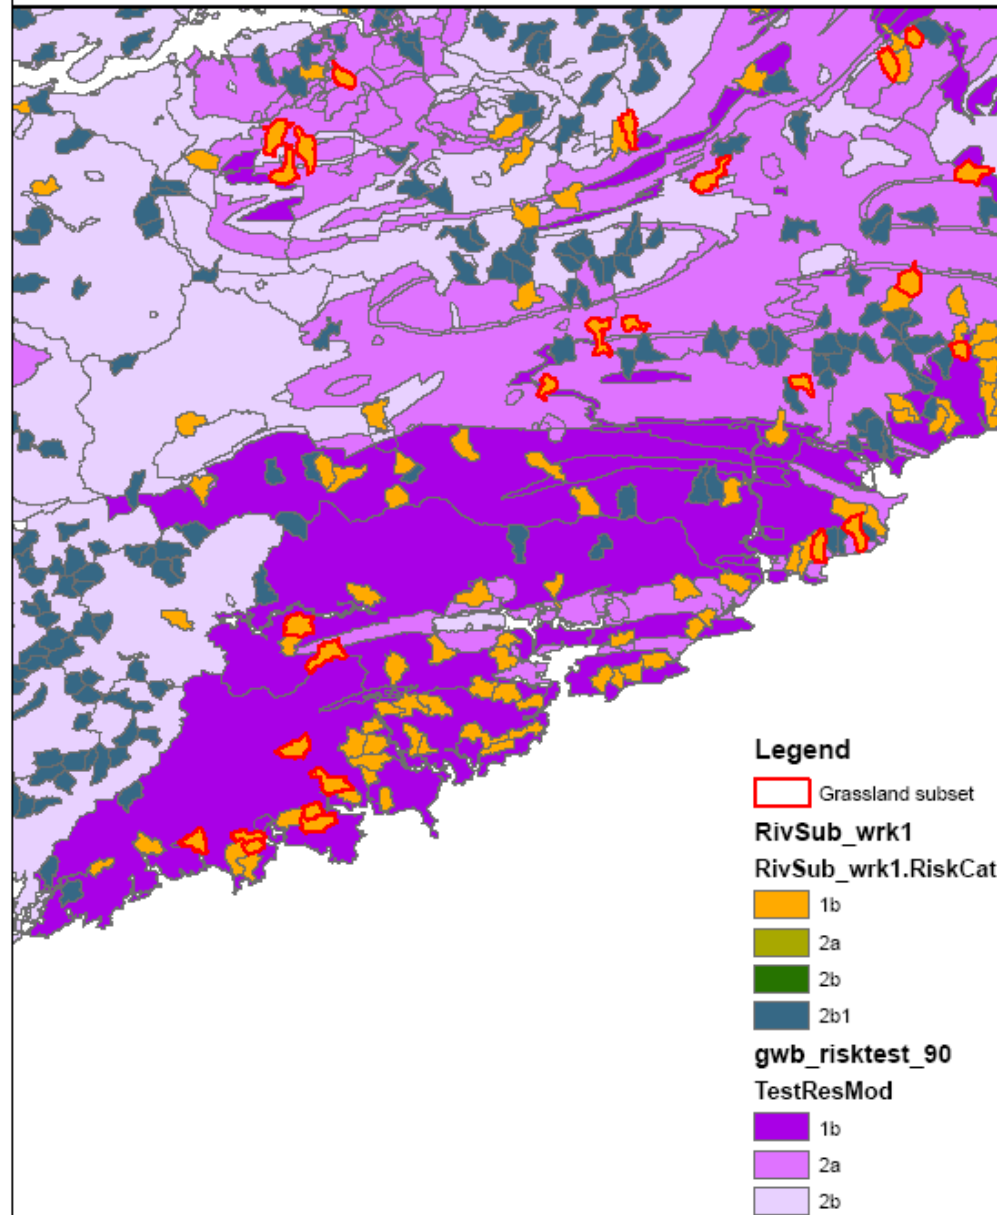 Legend
Grassland subset
RivSub_wrk1
RivSub_wrk1.RiskCat
1b
2a
2b
2b1
gwb_risktest_90
TestResMod
1b
2a
2b